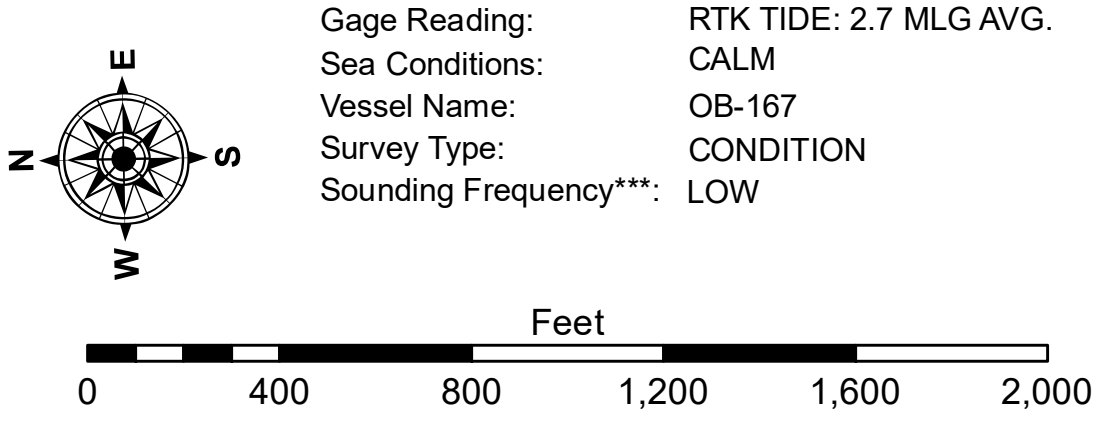 Gage Reading: RTK TIDE: 2.7 MLG AVG.
Sea Conditions: CALM
Vessel Name: OB-167
Survey Type: CONDITION
Sounding Frequency***: LOW
E
N S
W
Feet
0 400 800 1,200 1,600 2,000